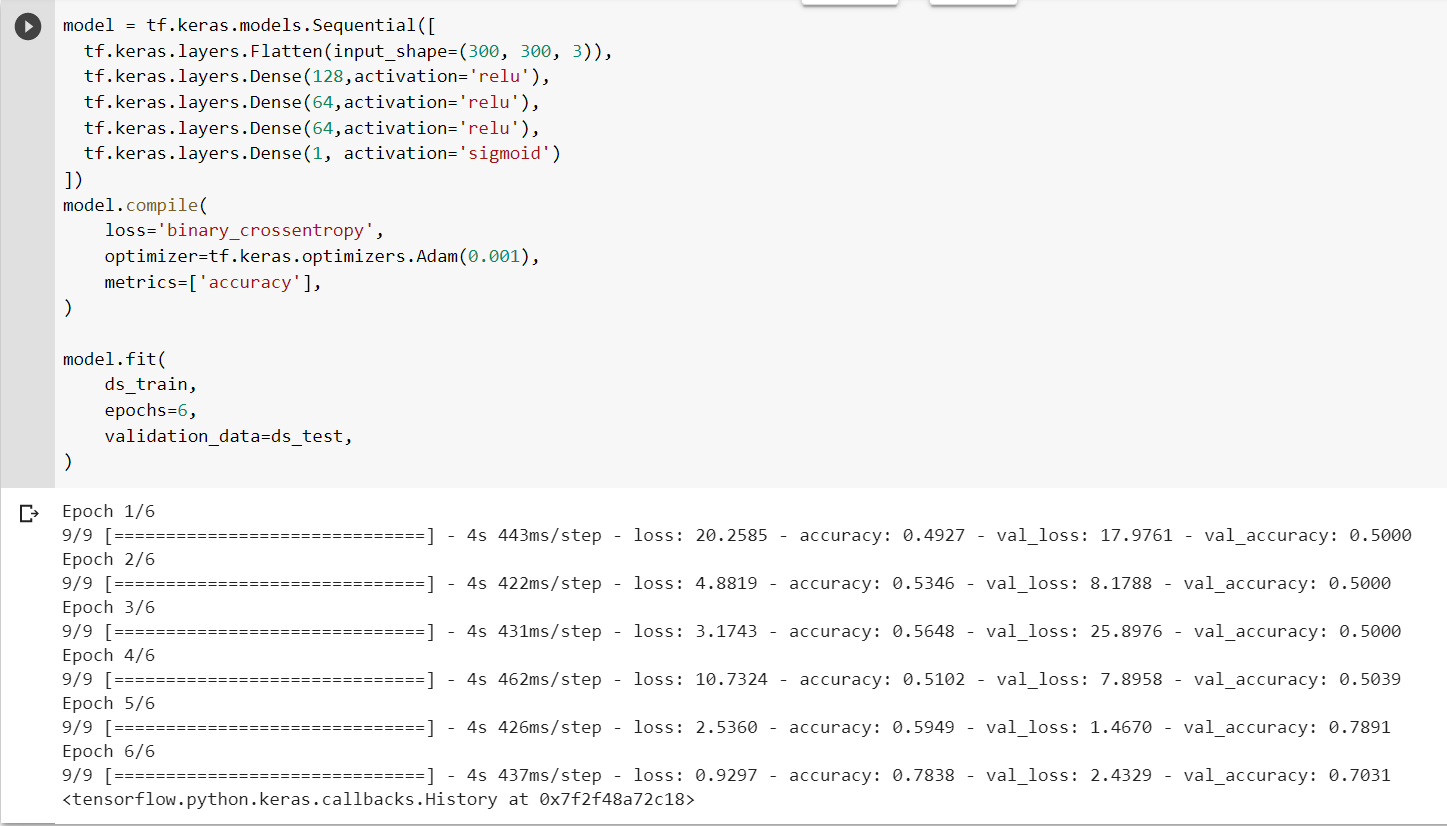 model = tf.keras.models.Sequential([
  tf.keras.layers.Flatten(input_shape=(300, 300, 3)),
  tf.keras.layers.Dense(128,activation='relu'),
  tf.keras.layers.Dense(64,activation='relu'),
  tf.keras.layers.Dense(64,activation='relu'),
  tf.keras.layers.Dense(1, activation='sigmoid')
])
model.compile(
    loss='binary_crossentropy',
    optimizer=tf.keras.optimizers.Adam(0.001),
    metrics=['accuracy'],
)

model.fit(
    ds_train,
    epochs=6,
    validation_data=ds_test,
)
Epoch 1/6
9/9 [==============================] - 4s 443ms/step - loss: 20.2585 - accuracy: 0.4927 - val_loss: 17.9761 - val_accuracy: 0.5000
Epoch 2/6
9/9 [==============================] - 4s 422ms/step - loss: 4.8819 - accuracy: 0.5346 - val_loss: 8.1788 - val_accuracy: 0.5000
Epoch 3/6
9/9 [==============================] - 4s 431ms/step - loss: 3.1743 - accuracy: 0.5648 - val_loss: 25.8976 - val_accuracy: 0.5000
Epoch 4/6
9/9 [==============================] - 4s 462ms/step - loss: 10.7324 - accuracy: 0.5102 - val_loss: 7.8958 - val_accuracy: 0.5039
Epoch 5/6
9/9 [==============================] - 4s 426ms/step - loss: 2.5360 - accuracy: 0.5949 - val_loss: 1.4670 - val_accuracy: 0.7891
Epoch 6/6
9/9 [==============================] - 4s 437ms/step - loss: 0.9297 - accuracy: 0.7838 - val_loss: 2.4329 - val_accuracy: 0.7031
<tensorflow.python.keras.callbacks.History at 0x7f2f48a72c18>